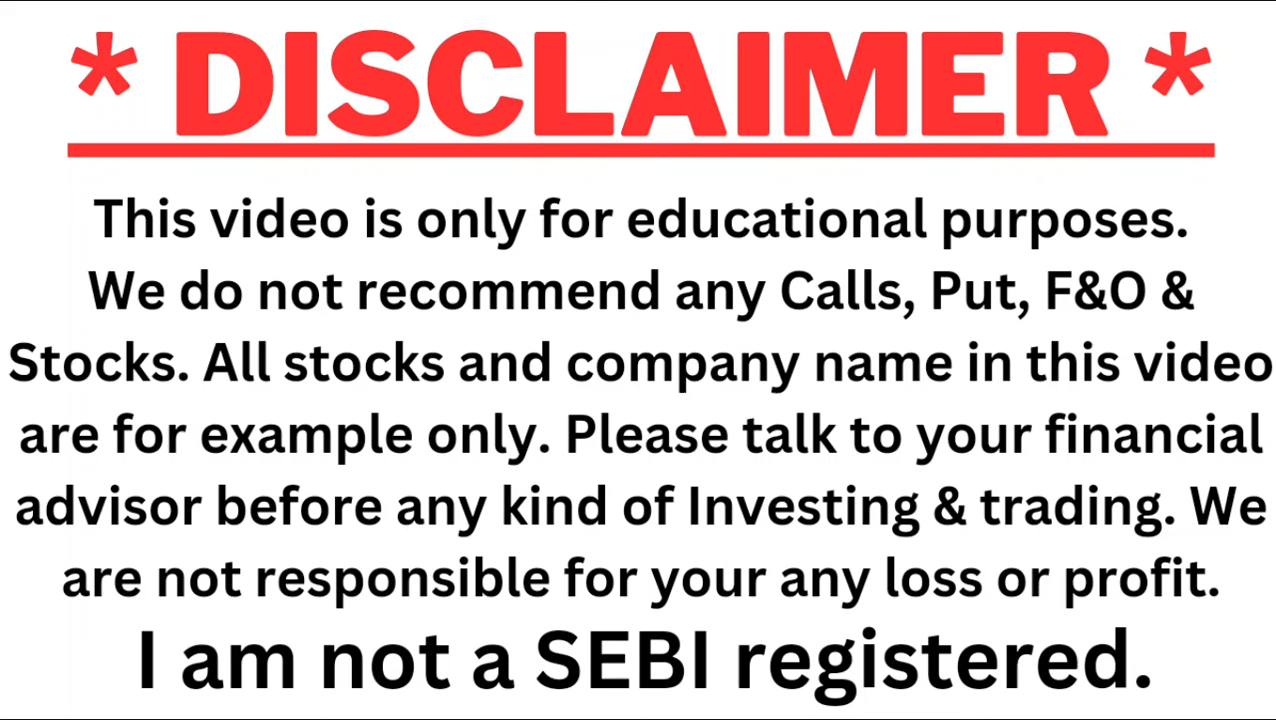 * DISCLAIMER *
This video is only for educational purposes.
We do not recommend any Calls, Put, F&O &
Stocks. All stocks and company name in this video
are for example only. Please talk to your financial
advisor before any kind of Investing & trading. We
are not responsible for your any loss or profit.
I am not a SEBI registered.